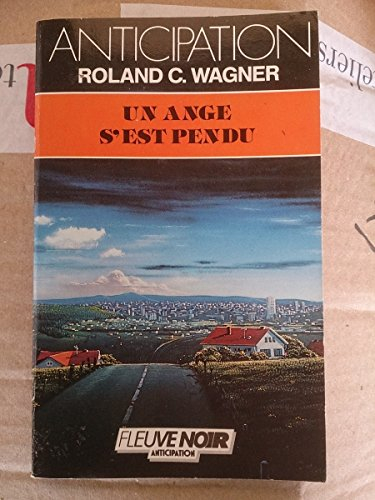 ANTICIPATION
ROLAND C. WAGNER
UN ANGE
S'EST PENDU
FLEUVE NOIR
ANTICIPATION